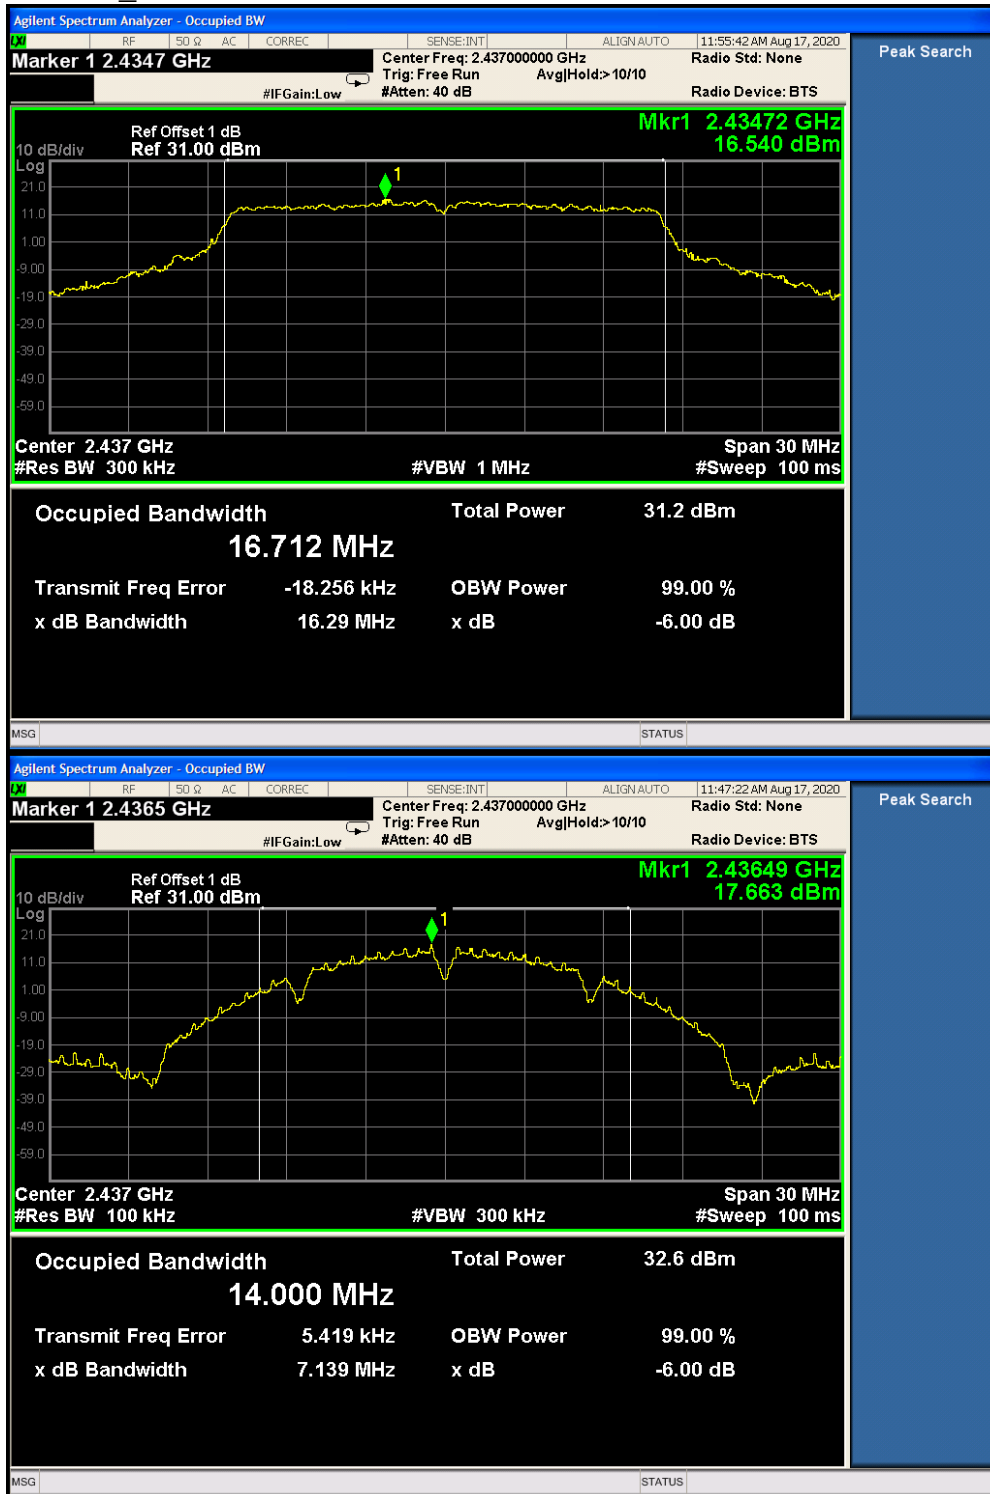 Agilent Spectrum Analyzer - Occupied BW
LXI RF 50 Ω AC CORREC SENSE:INT ALIGN AUTO 11:55:42 AM Aug 17, 2020
Marker 1 2.4347 GHz Center Freq: 2.437000000 GHz Radio Std: None Peak Search
Trig: Free Run Avg|Hold:>10/10
#IFGain:Low #Atten: 40 dB Radio Device: BTS
Mkr1 2.43472 GHz
Ref Offset 1 dB
10 dB/div Ref 31.00 dBm 16.540 dBm
Log
1
21.0
11.0
1.00
-9.00
-19.0
-29.0
-39.0
-49.0
-59.0
Center 2.437 GHz Span 30 MHz
#Res BW 300 kHz #VBW 1 MHz #Sweep 100 ms
Occupied Bandwidth Total Power 31.2 dBm
16.712 MHz
Transmit Freq Error -18.256 kHz OBW Power 99.00 %
x dB Bandwidth 16.29 MHz x dB -6.00 dB
MSG STATUS
Agilent Spectrum Analyzer - Occupied BW
LXI RF 50 Ω AC CORREC SENSE:INT ALIGN AUTO 11:47:22 AM Aug 17, 2020
Marker 1 2.4365 GHz Center Freq: 2.437000000 GHz Radio Std: None Peak Search
Trig: Free Run Avg|Hold:>10/10
#IFGain:Low #Atten: 40 dB Radio Device: BTS
Mkr1 2.43649 GHz
Ref Offset 1 dB
10 dB/div Ref 31.00 dBm 17.663 dBm
Log
1
21.0
11.0
1.00
-9.00
-19.0
-29.0
-39.0
-49.0
-59.0
Center 2.437 GHz Span 30 MHz
#Res BW 100 kHz #VBW 300 kHz #Sweep 100 ms
Occupied Bandwidth Total Power 32.6 dBm
14.000 MHz
Transmit Freq Error 5.419 kHz OBW Power 99.00 %
x dB Bandwidth 7.139 MHz x dB -6.00 dB
MSG STATUS